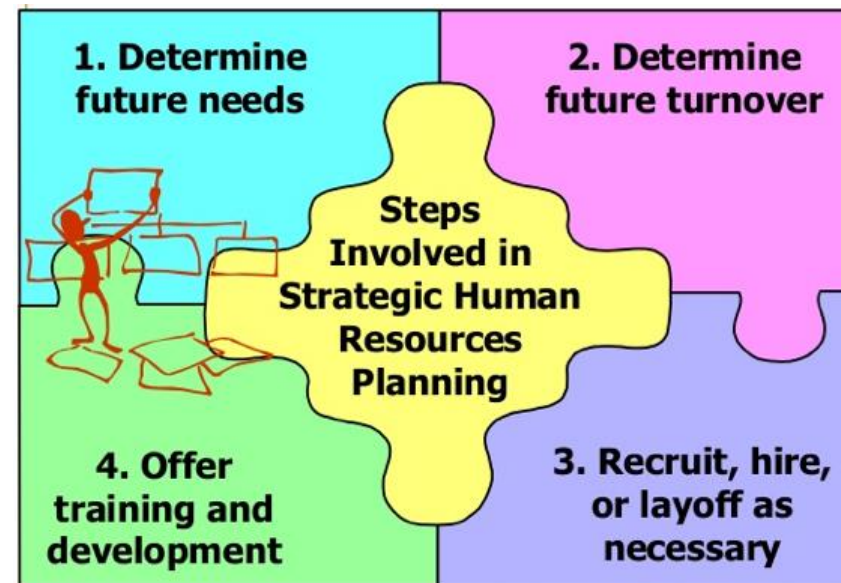 1. Determine
future needs
2. Determine
future turnover
Steps
Involved in
Strategic Human
Resources
Planning
4. Offer
training and
development
3. Recruit, hire,
or layoff as
necessary